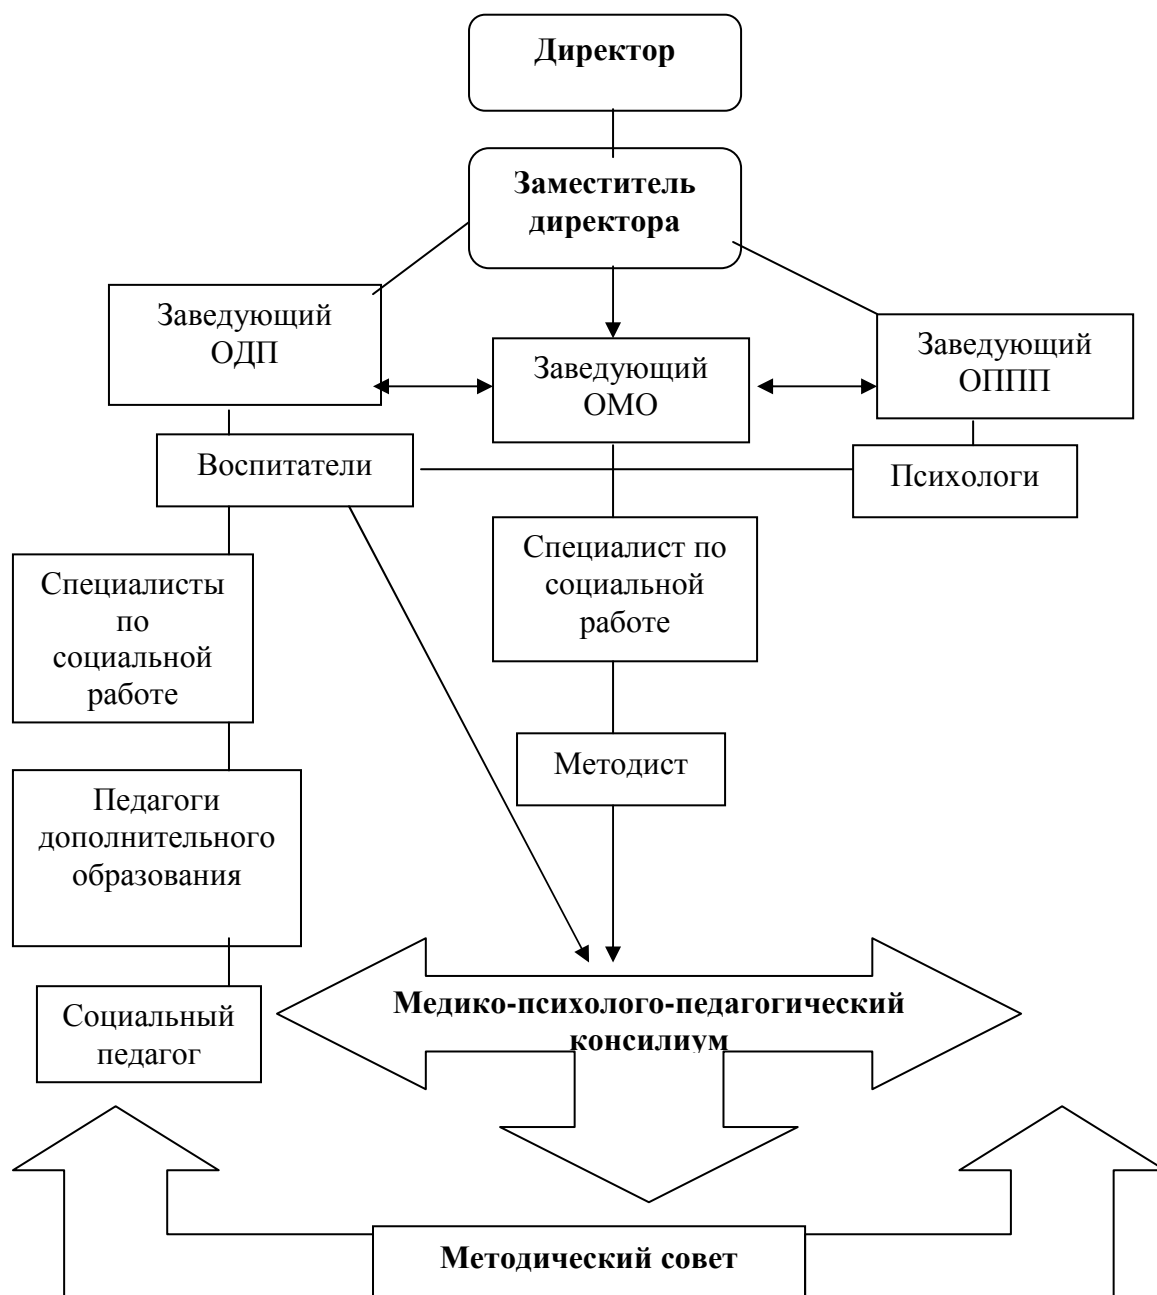 Директор
Заместитель
директора
Заведующий
ОДП
Заведующий
ОМО
Заведующий
ОППП
Воспитатели
Психологи
Специалисты
по
социальной
работе
Специалист по
социальной
работе
Методист
Педагоги
дополнительного
образования
Социальный
педагог
Медико-психолого-педагогический
консилиум
Методический совет